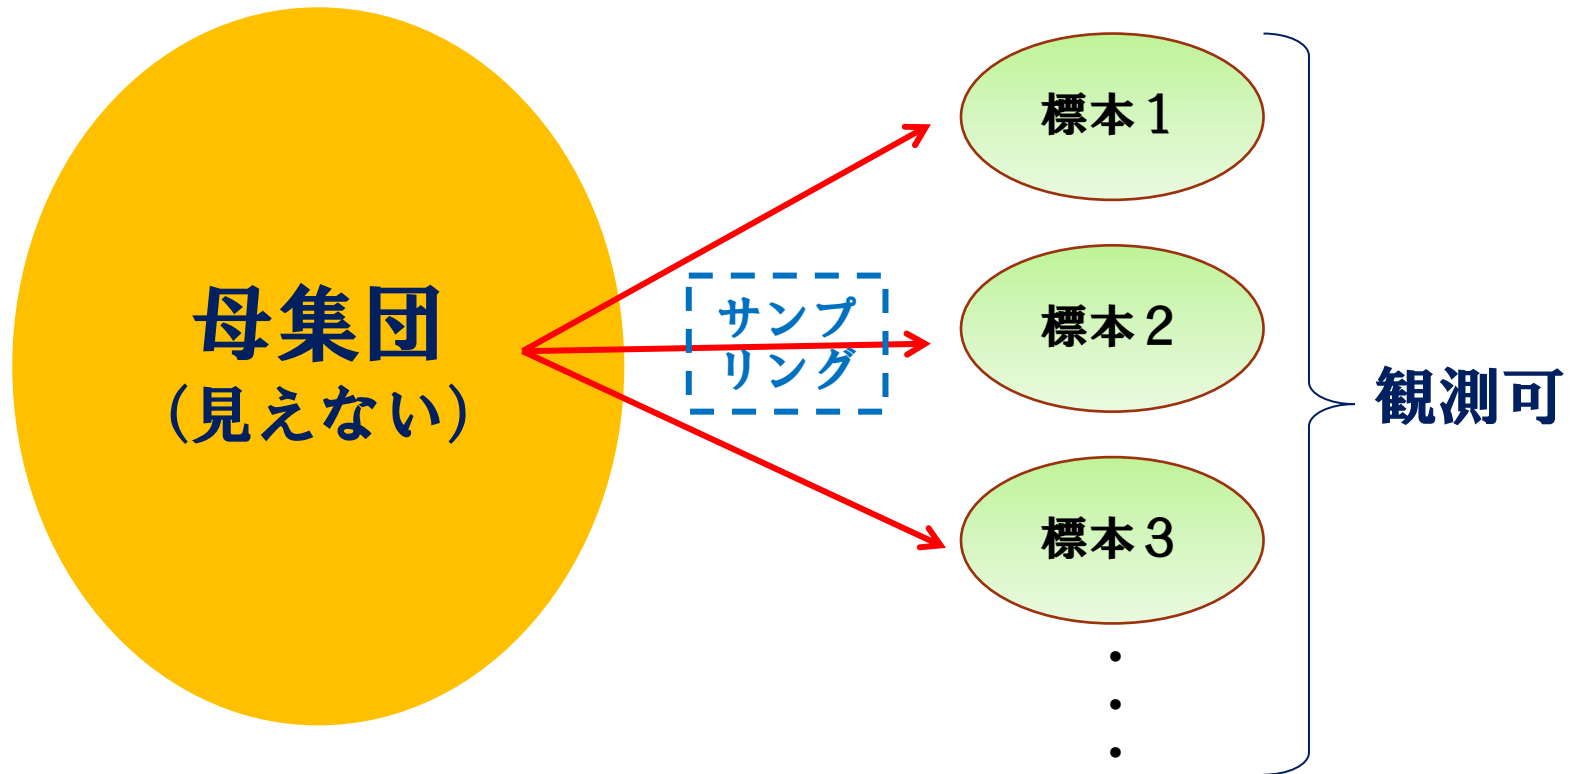 母集団
(見えない)
サンプ
リング
標本1
標本2
標本3
・
・
・
観測可